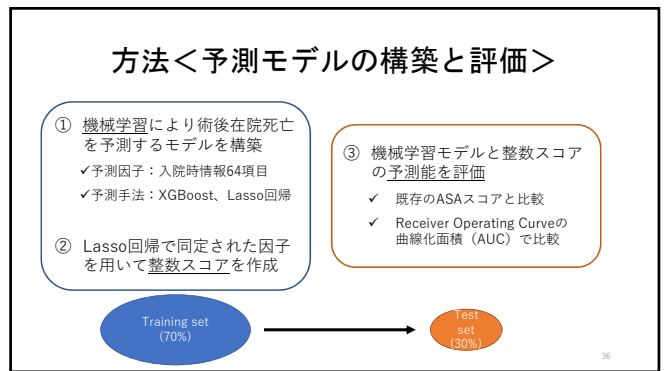 方法＜予測モデルの構築と評価＞
① 機械学習により術後在院死亡
を予測するモデルを構築
✓予測因子：入院時情報64項目
✓予測手法：XGBoost、Lasso回帰
② Lasso回帰で同定された因子
を用いて整数スコアを作成
③ 機械学習モデルと整数スコア
の予測能を評価
✓ 既存のASAスコアと比較
✓ Receiver Operating Curveの
曲線化面積（AUC）で比較
Training set
(70%)
Test
set
(30%)
36